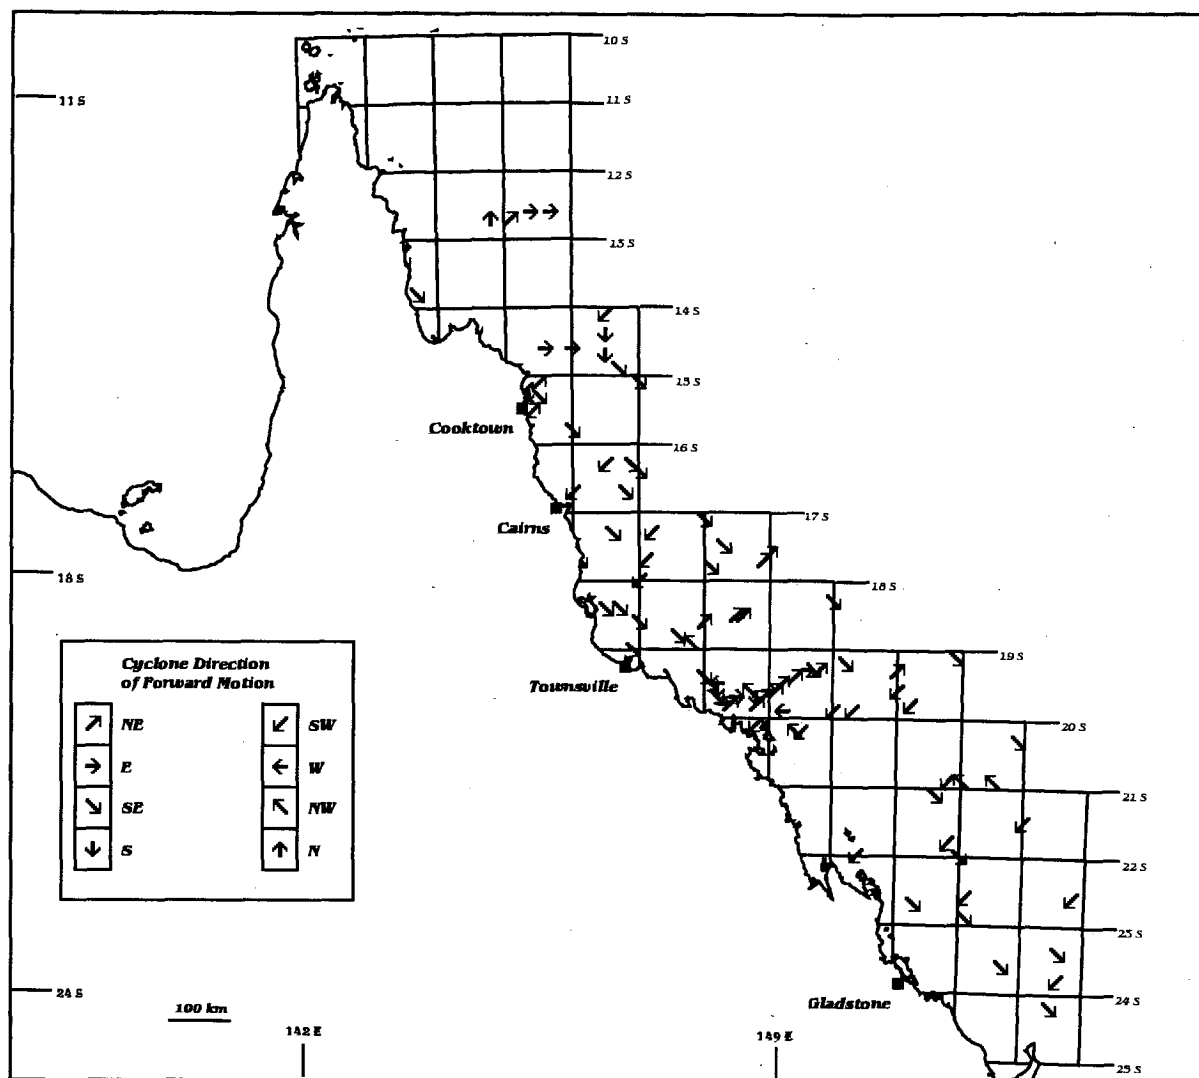 10 S
11 S
11 S
12 S
13 S
14 S
15 S
Cooktown
16 S
Cairns
17 S
18 S
18 S
19 S
Townsville
20 S
21 S
22 S
23 S
24 S
24 S
25 S
Cyclone Direction
of Forward Motion
NE
SW
E
W
SE
NW
S
N
Gladstone
100 km
142 E
149 E